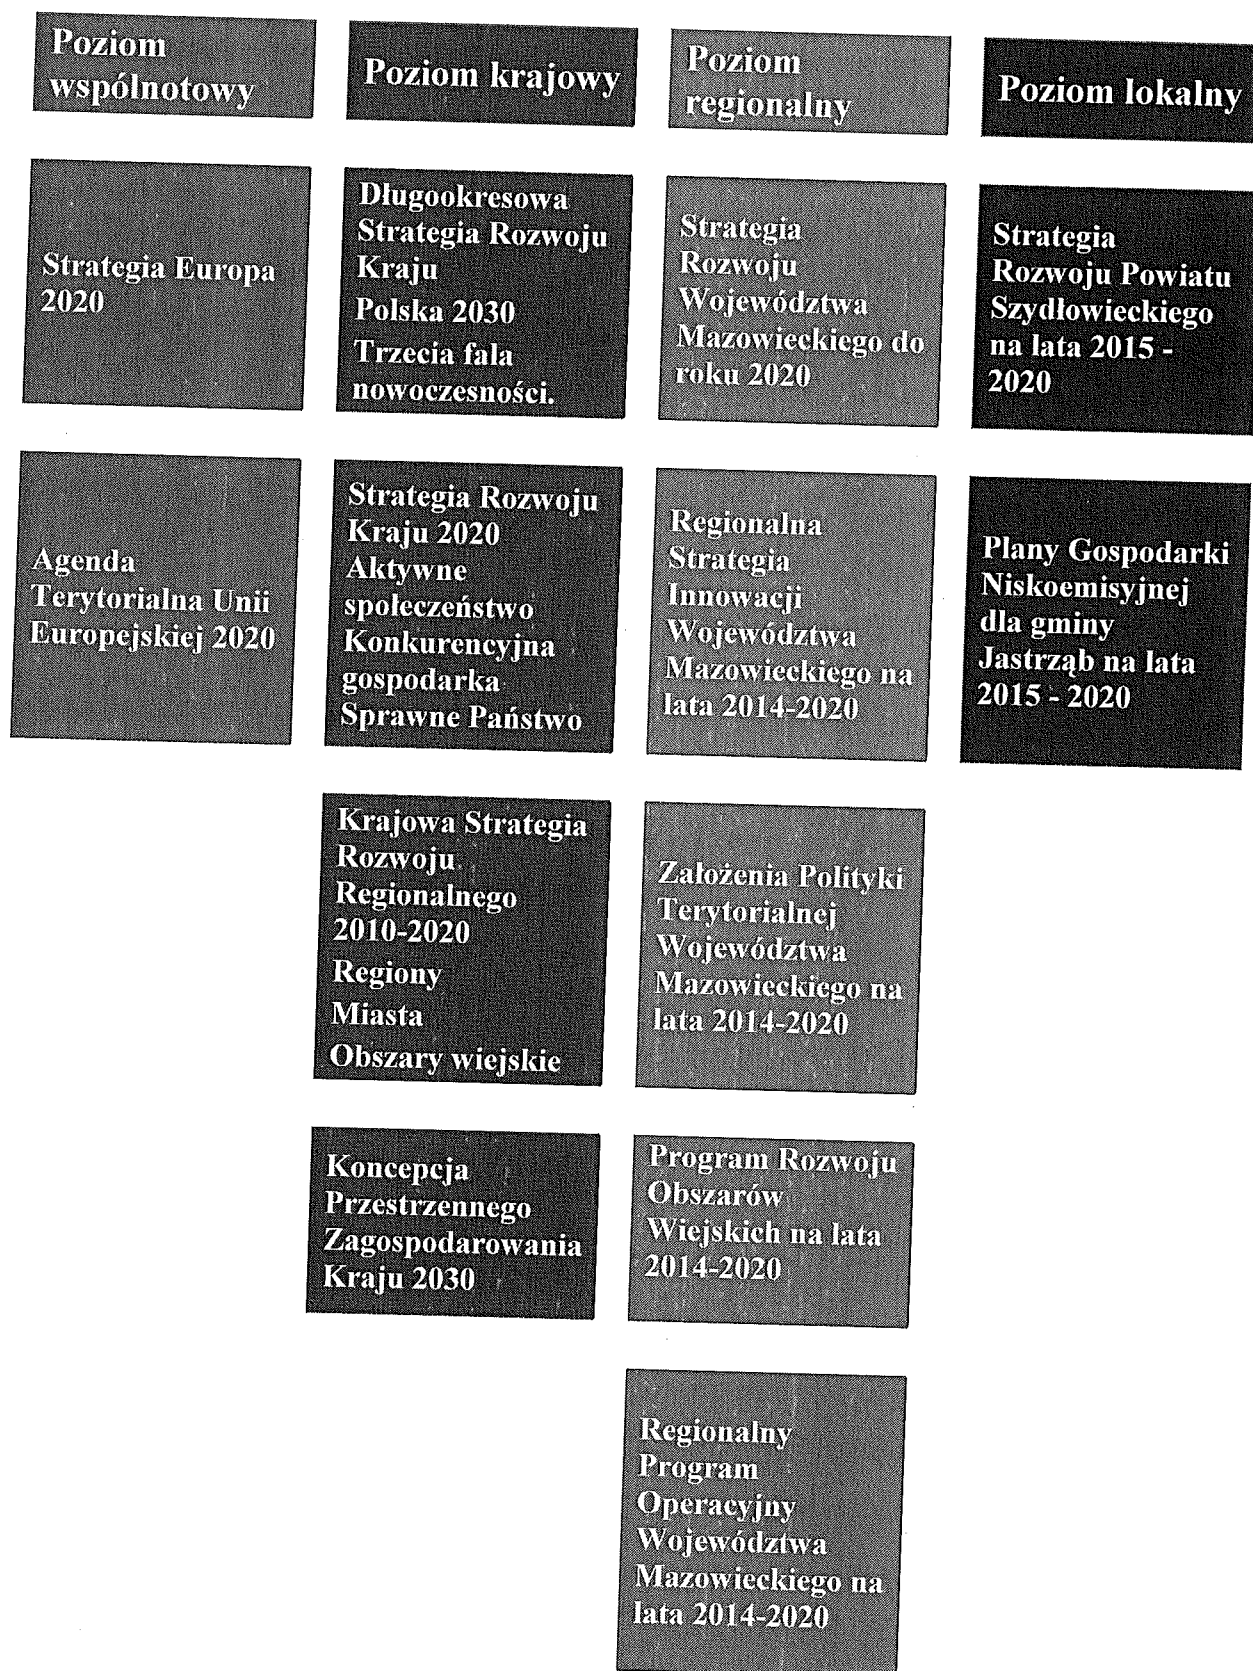 Poziom
wspólnotowy
Poziom krajowy
Poziom
regionalny
Poziom lokalny
Strategia Europa
2020
Długookresowa
Strategia Rozwoju
Kraju
Polska 2030
Trzecia fala
nowoczesności.
Strategia
Rozwoju
Województwa
Mazowieckiego do
roku 2020
Strategia
Rozwoju Powiatu
Szydłowieckiego
na lata 2015 -
2020
Agenda
Terytorialna Unii
Europejskiej 2020
Strategia Rozwoju
Kraju 2020
Aktywne
społeczeństwo
Konkurencyjna
gospodarka
Sprawne Państwo
Regionalna
Strategia
Innowacji
Województwa
Mazowieckiego na
lata 2014-2020
Plany Gospodarki
Niskoemisyjnej
dla gminy
Jastrząb na lata
2015 - 2020
Krajowa Strategia
Rozwoju
Regionalnego
2010-2020
Regiony
Miasta
Obszary wiejskie
Założenia Polityki
Terytorialnej
Województwa
Mazowieckiego na
lata 2014-2020
Koncepcja
Przestrzennego
Zagospodarowania
Kraju 2030
Program Rozwoju
Obszarów
Wiejskich na lata
2014-2020
Regionalny
Program
Operacyjny
Województwa
Mazowieckiego na
lata 2014-2020